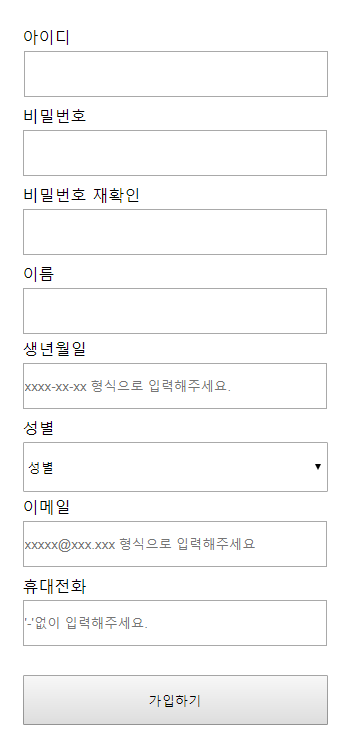 아이디
비밀번호
비밀번호 재확인
이름
생년월일
xxxx-xx-xx 형식으로 입력해주세요.
성별
성별
이메일
xxxxx@xxx.xxx 형식으로 입력해주세요
휴대전화
'-'없이 입력해주세요.
가입하기